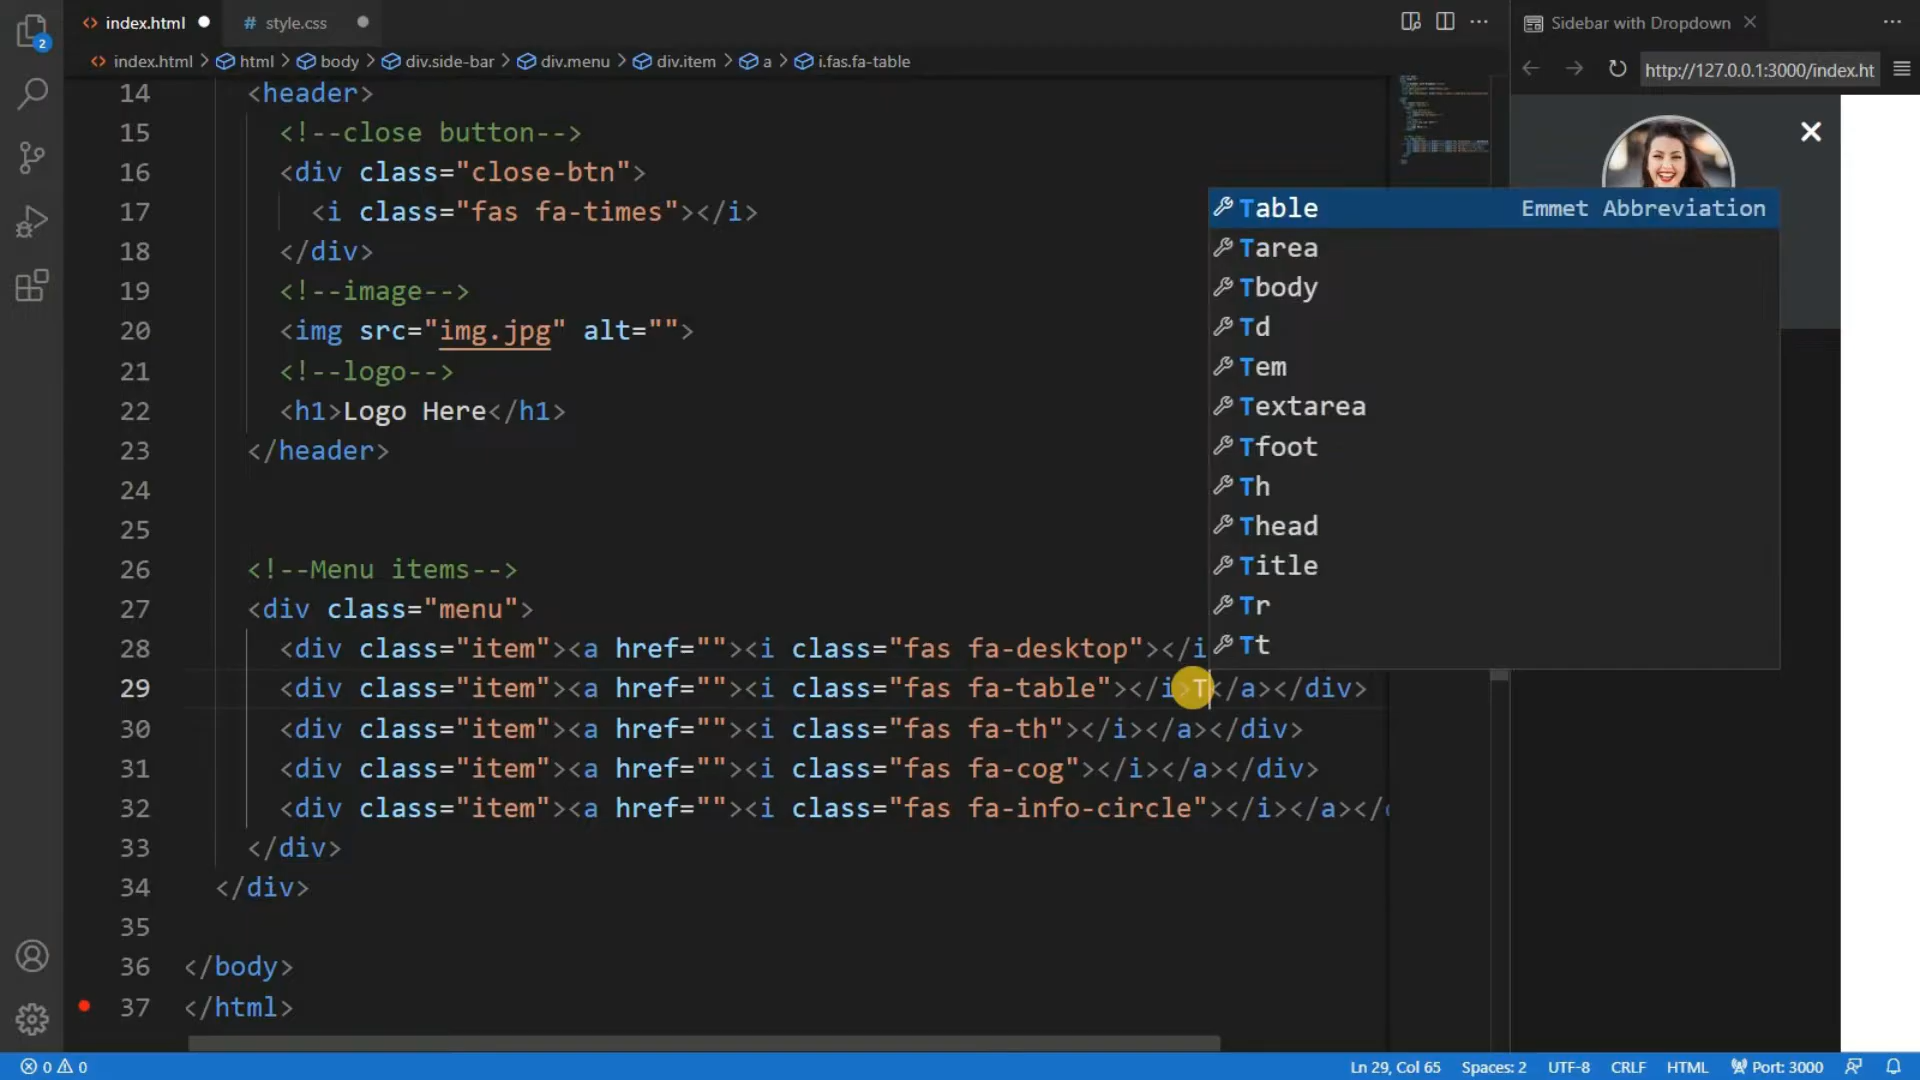 index.html
style.css
Sidebar with Dropdown
index.html > html > body > div.side-bar > div.menu > div.item > a > i.fas.fa-table
http://127.0.0.1:3000/index.ht
2
14 <header>
15 <!--close button-->
16 <div class="close-btn">
17 <i class="fas fa-times"></i>
18 </div>
19 <!--image-->
20 <img src="img.jpg" alt="">
21 <!--logo-->
22 <h1>Logo Here</h1>
23 </header>
24
25
26 <!--Menu items-->
27 <div class="menu">
28 <div class="item"><a href=""><i class="fas fa-desktop"></i
29 <div class="item"><a href=""><i class="fas fa-table"></i>T</a></div>
30 <div class="item"><a href=""><i class="fas fa-th"></i></a></div>
31 <div class="item"><a href=""><i class="fas fa-cog"></i></a></div>
32 <div class="item"><a href=""><i class="fas fa-info-circle"></i></a></
33 </div>
34 </div>
35
36 </body>
37 </html>
Table Emmet Abbreviation
Tarea
Tbody
Td
Tem
Textarea
Tfoot
Th
Thead
Title
Tr
Tt
0 0
Ln 29, Col 65
Spaces: 2
UTF-8
CRLF
HTML
Port: 3000